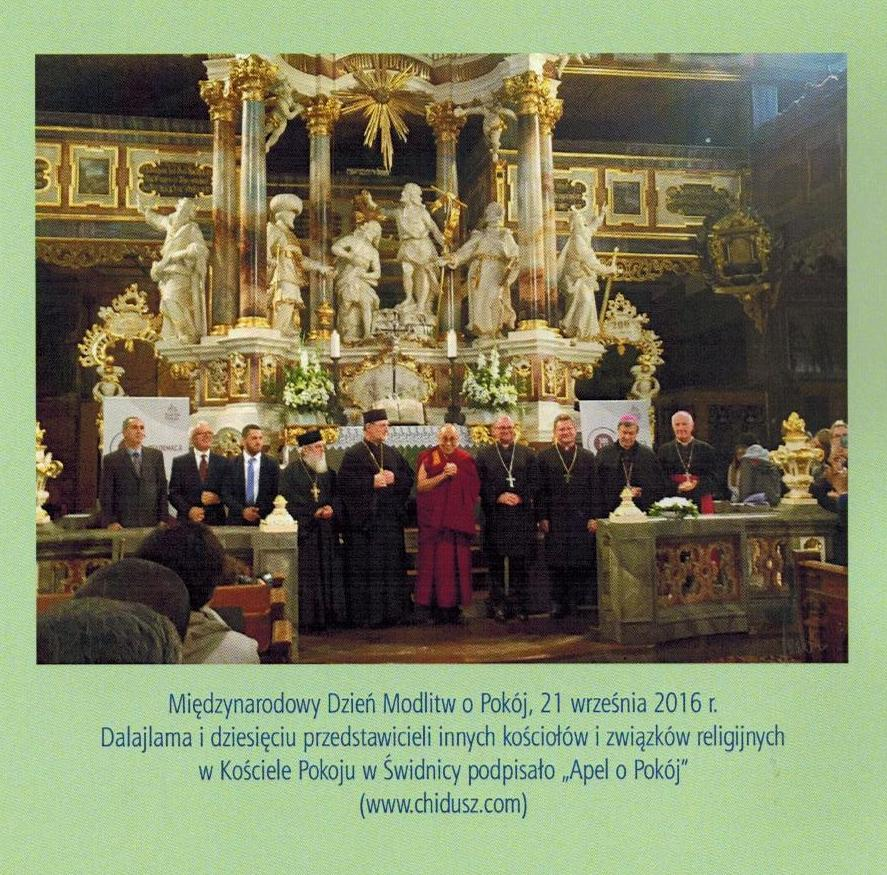 Międzynarodowy Dzień Modlitw o Pokój, 21 września 2016 r.
Dalajlama i dziesięciu przedstawicieli innych kościołów i związków religijnych
w Kościele Pokoju w Świdnicy podpisało „Apel o Pokój”
(www.chidusz.com)